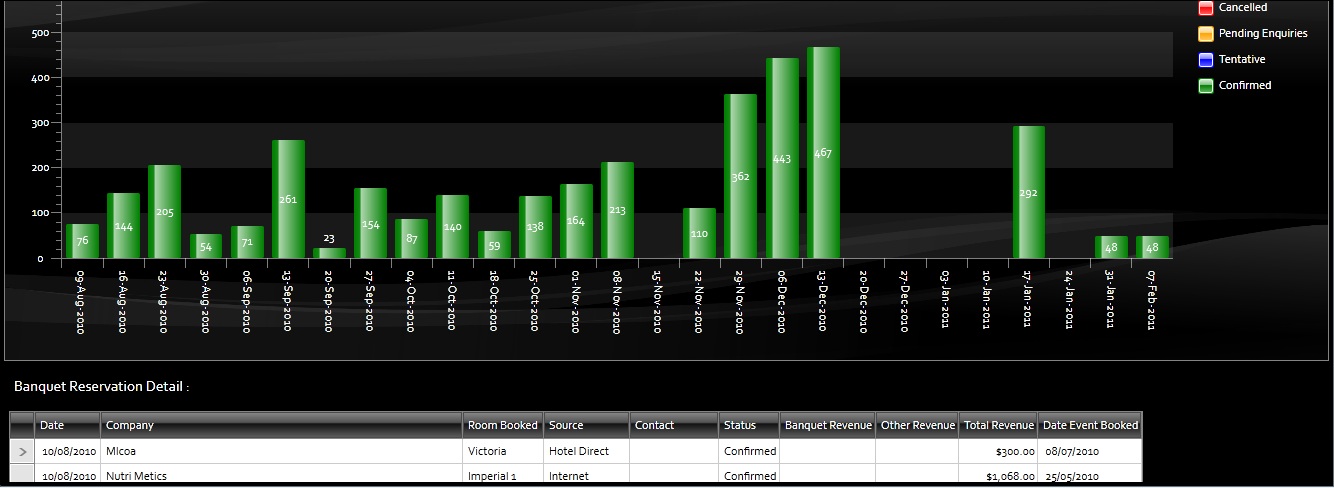 Cancelled
Pending Enquiries
Tentative
Confirmed
500
400
300
200
100
0
76 144 205 54 71 261 23 154 87 140 59 138 164 213 110 362 443 467 292 48 48
09-Aug-2010 16-Aug-2010 23-Aug-2010 30-Aug-2010 06-Sep-2010 13-Sep-2010 20-Sep-2010 27-Sep-2010 04-Oct-2010 11-Oct-2010 18-Oct-2010 25-Oct-2010 01-Nov-2010 08-Nov-2010 15-Nov-2010 22-Nov-2010 29-Nov-2010 06-Dec-2010 13-Dec-2010 20-Dec-2010 27-Dec-2010 03-Jan-2011 10-Jan-2011 17-Jan-2011 24-Jan-2011 31-Jan-2011 07-Feb-2011
Banquet Reservation Detail :
Date Company Room Booked Source Contact Status Banquet Revenue Other Revenue Total Revenue Date Event Booked
10/08/2010 Mlcoa Victoria Hotel Direct Confirmed $300.00 08/07/2010
10/08/2010 Nutri Metics Imperial 1 Internet Confirmed $1,068.00 25/05/2010